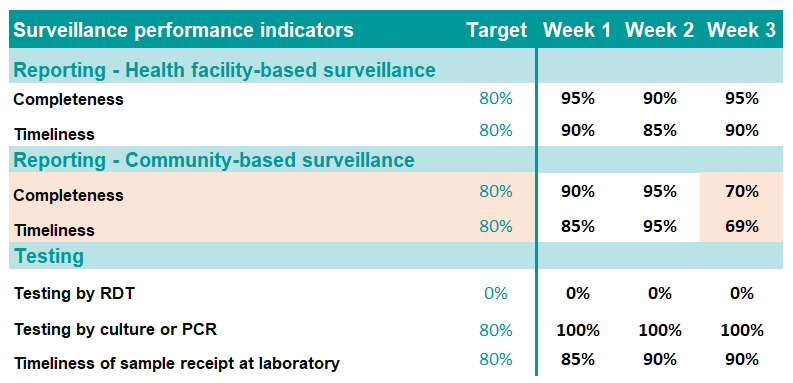 Surveillance performance indicators Target Week 1 Week 2 Week 3
Reporting - Health facility-based surveillance
Completeness 80% 95% 90% 95%
Timeliness 80% 90% 85% 90%
Reporting - Community-based surveillance
Completeness 80% 90% 95% 70%
Timeliness 80% 85% 95% 69%
Testing
Testing by RDT 0% 0% 0% 0%
Testing by culture or PCR 80% 100% 100% 100%
Timeliness of sample receipt at laboratory 80% 85% 90% 90%